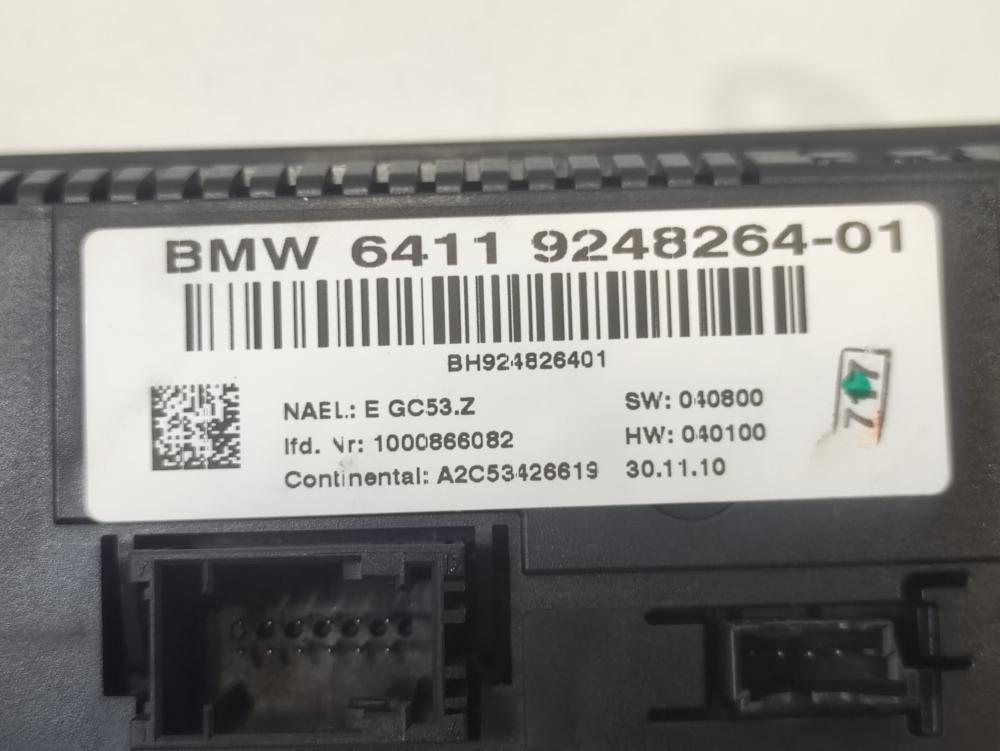 BMW 6411 9248264-01
BH924826401
NAEL.: E GC53.Z
SW: 040800
lfd. Nr: 1000866082
HW: 040100
Continental: A2C53426619
30.11.10
717